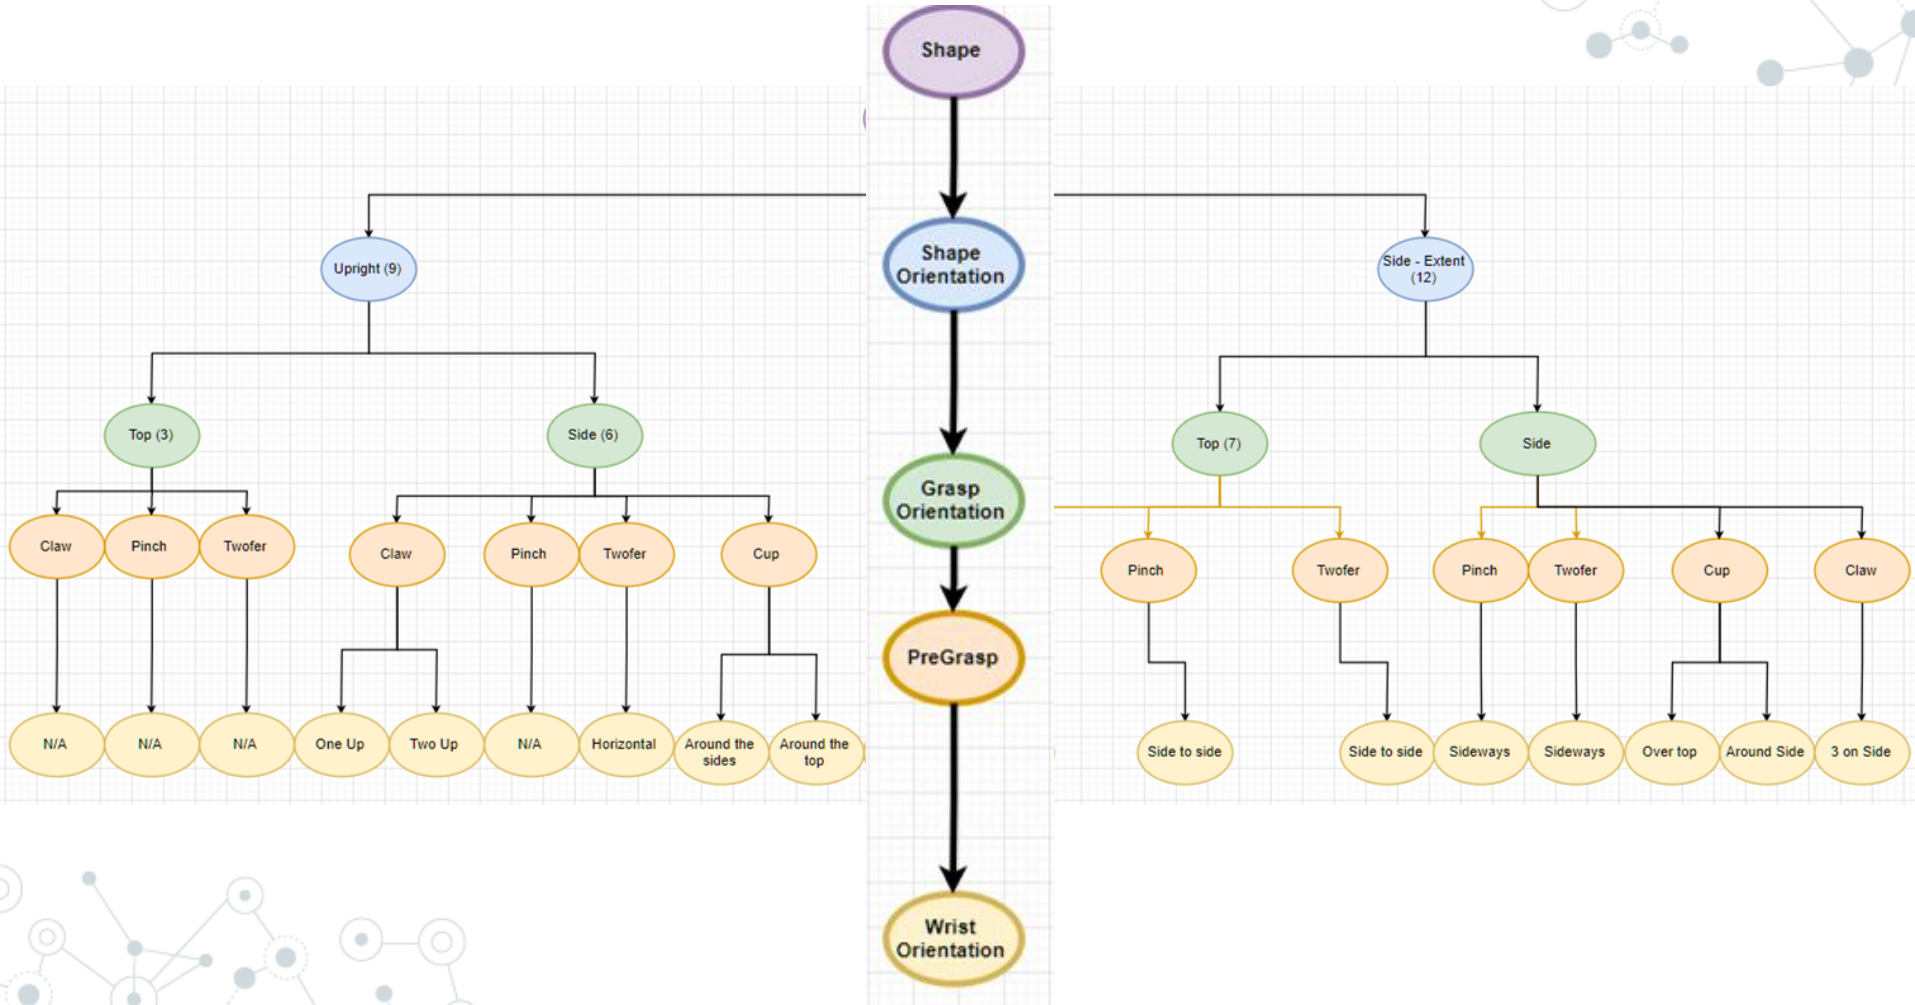 Shape
Shape
Orientation
Upright (9)
Side - Extent
(12)
Top (3)
Side (6)
Top (7)
Side
Grasp
Orientation
Claw
Pinch
Twofer
Claw
Pinch
Twofer
Cup
Pinch
Twofer
Pinch
Twofer
Cup
Claw
PreGrasp
N/A
N/A
N/A
One Up
Two Up
N/A
Horizontal
Around the
sides
Around the
top
Side to side
Side to side
Sideways
Sideways
Over top
Around Side
3 on Side
Wrist
Orientation